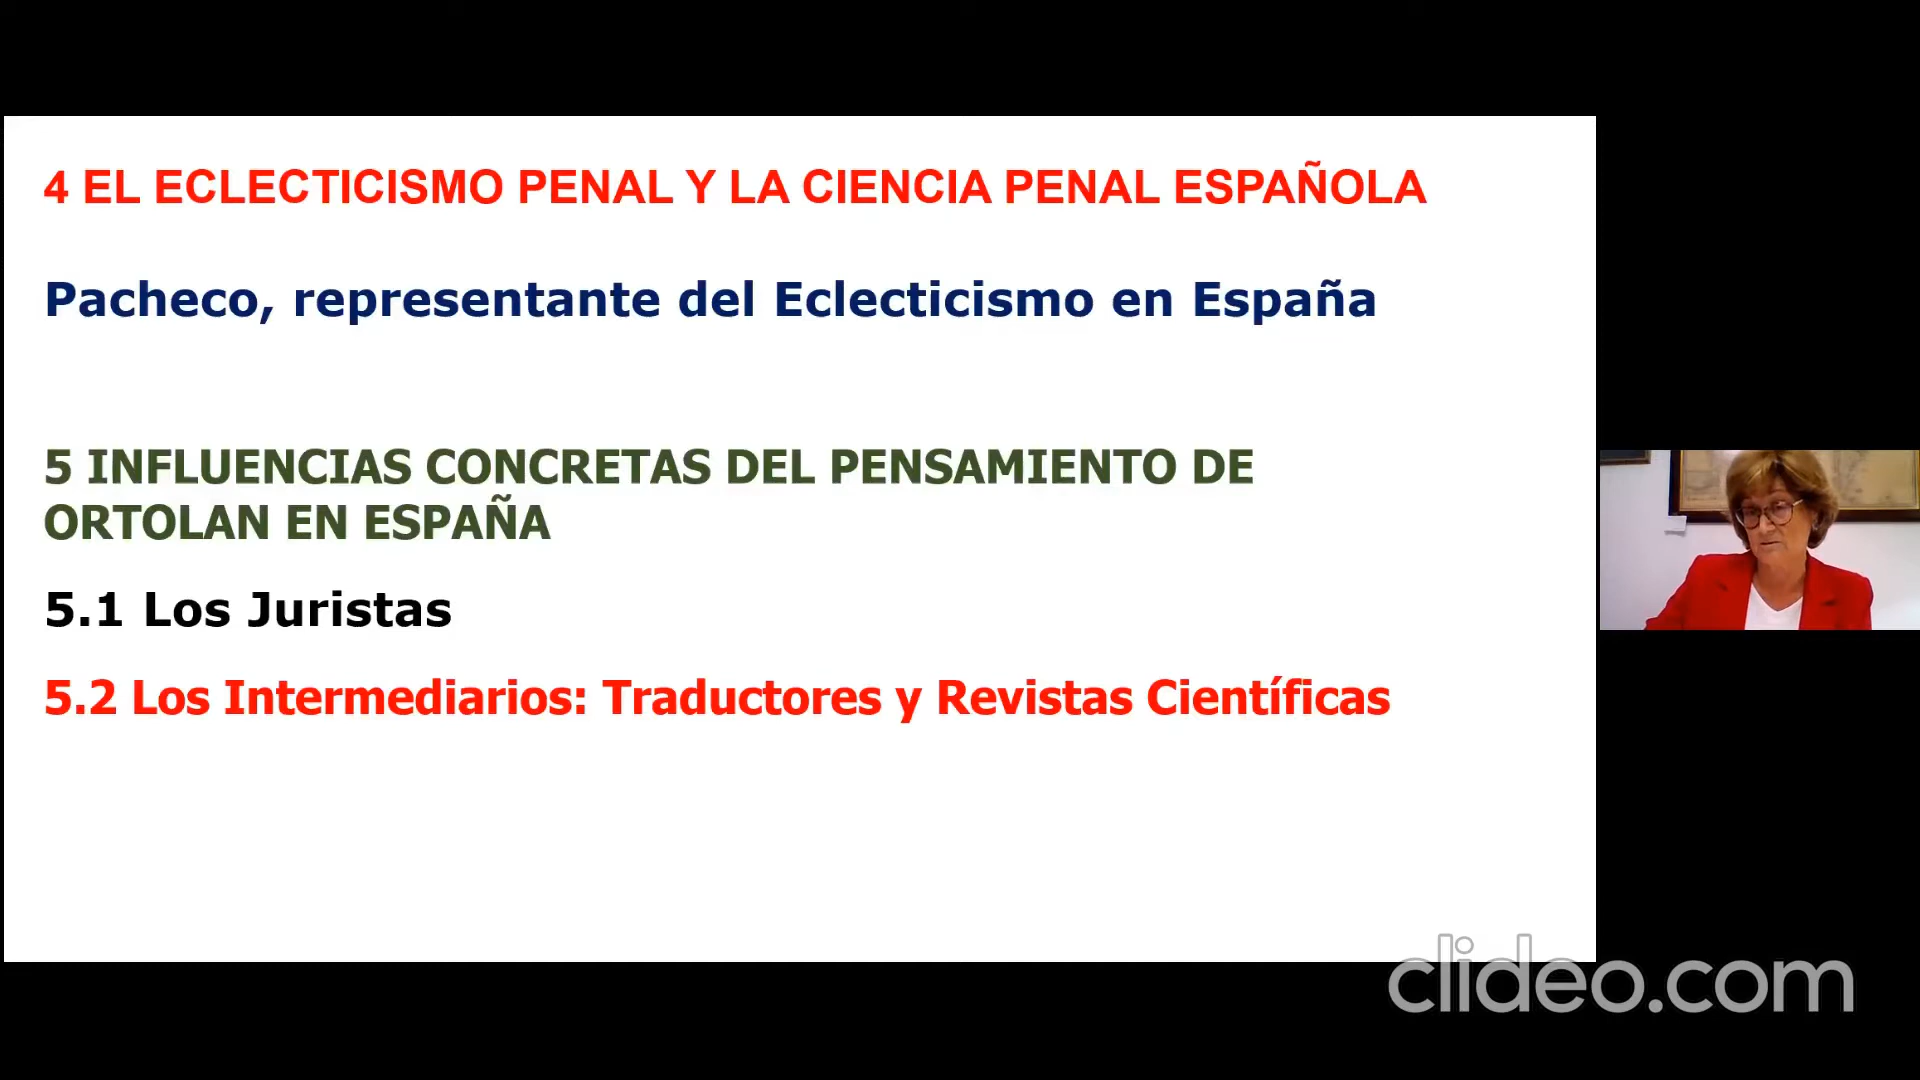 4 EL ECLECTICISMO PENAL Y LA CIENCIA PENAL ESPAÑOLA
Pacheco, representante del Eclecticismo en España
5 INFLUENCIAS CONCRETAS DEL PENSAMIENTO DE
ORTOLAN EN ESPAÑA
5.1 Los Juristas
5.2 Los Intermediarios: Traductores y Revistas Científicas
clideo.com